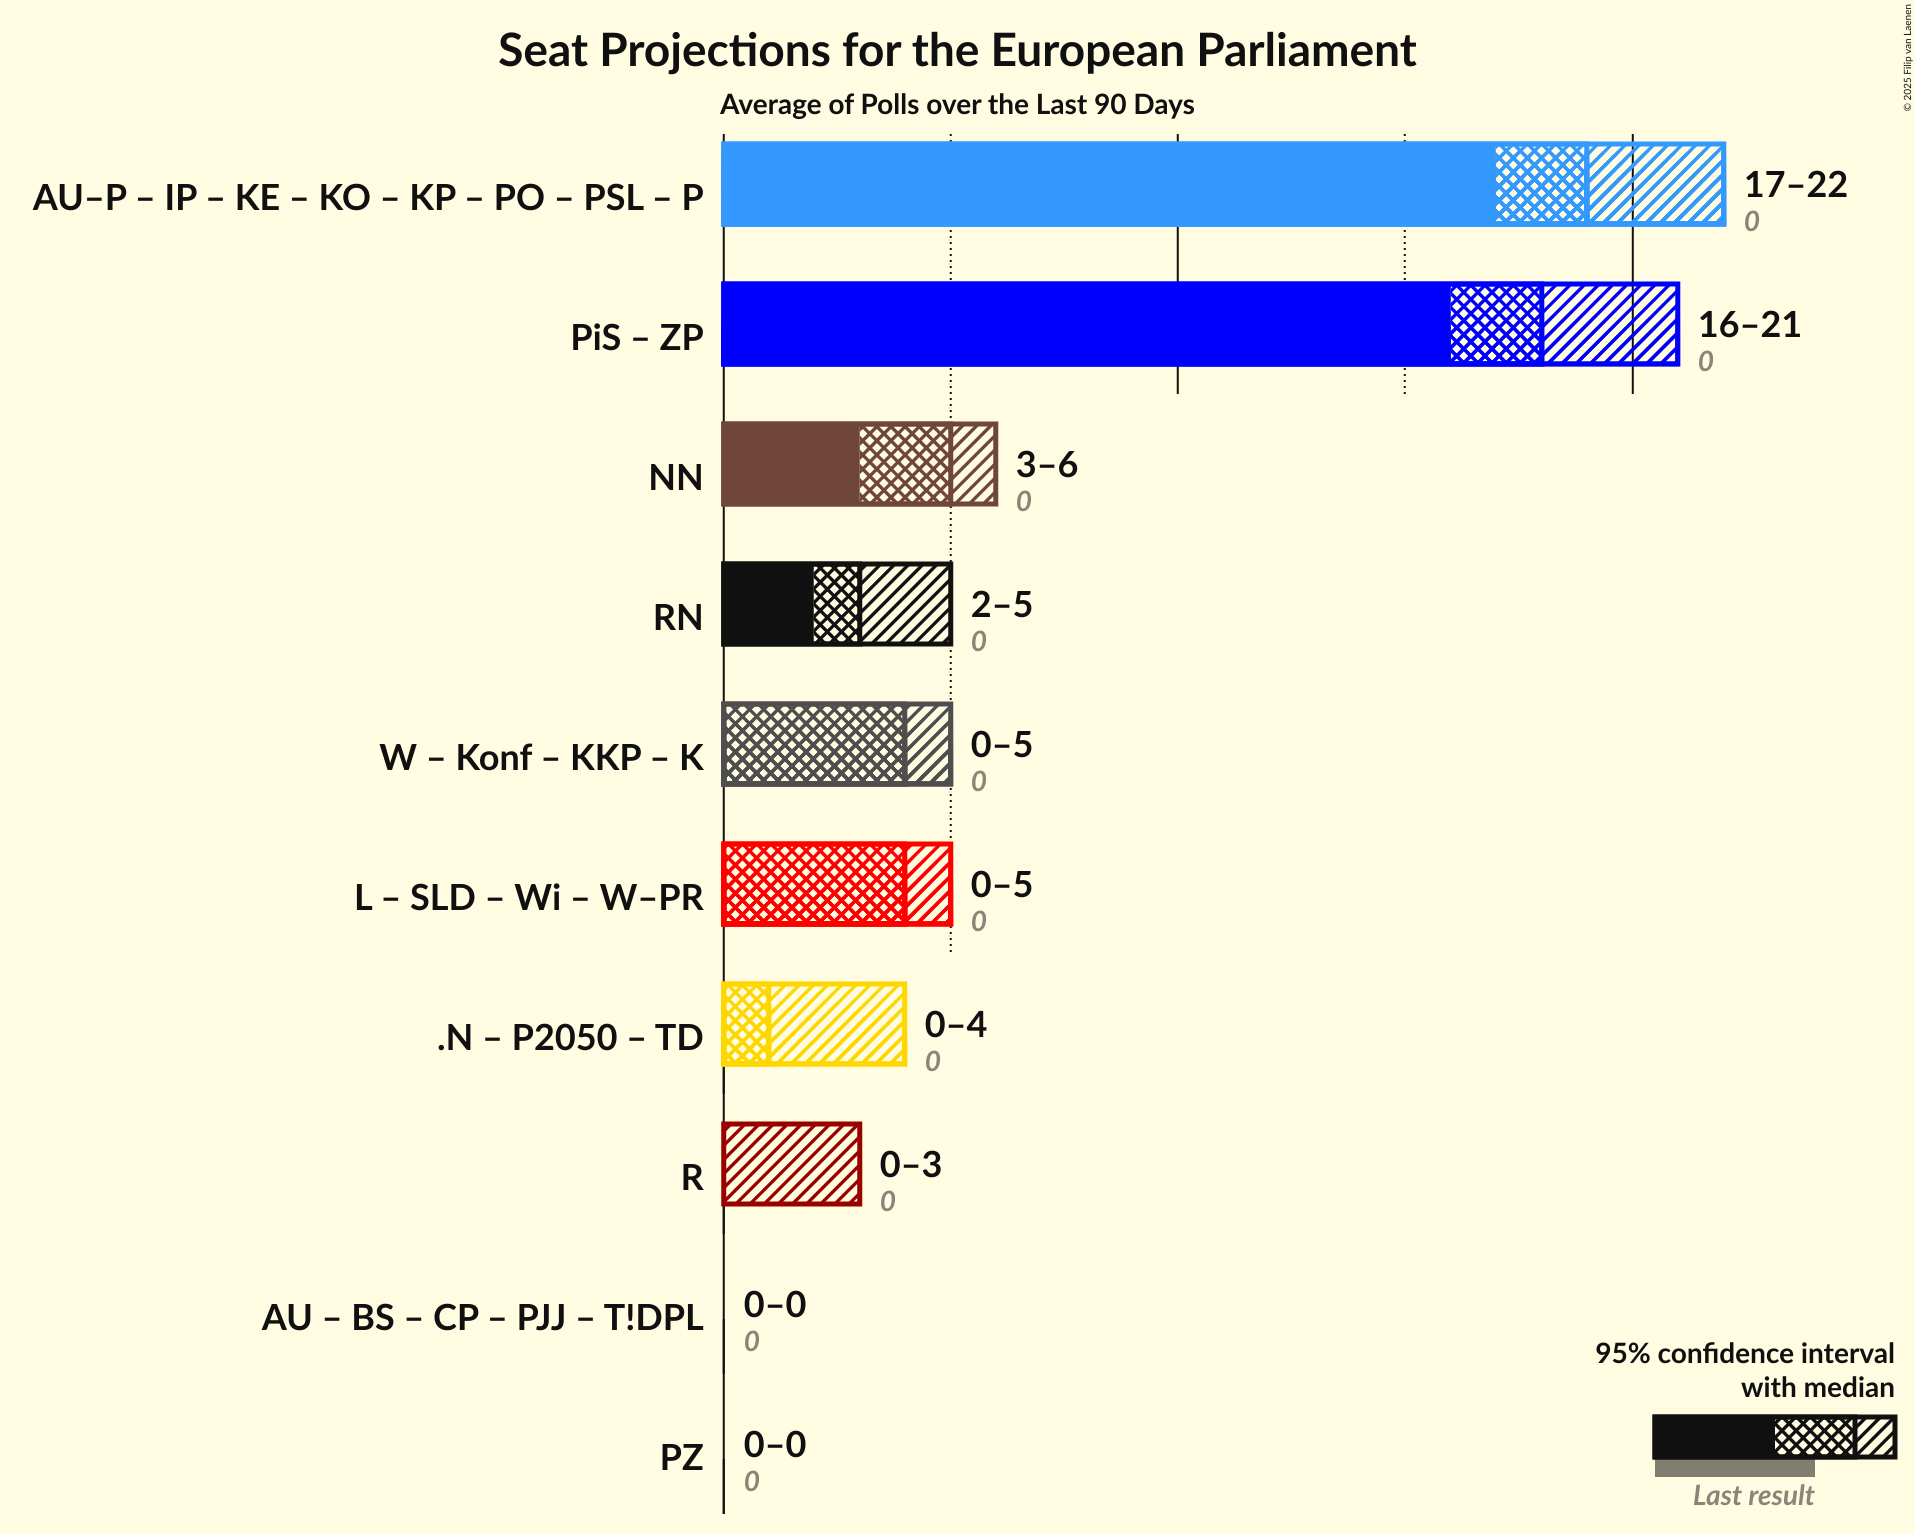 Seat Projections for the European Parliament
Average of Polls over the Last 90 Days
© 2025 Filip van Laenen
AU–P – IP – KE – KO – KP – PO – PSL – P
17–22
0
PiS – ZP
16–21
0
NN
3–6
0
RN
2–5
0
W – Konf – KKP – K
0–5
0
L – SLD – Wi – W–PR
0–5
0
.N – P2050 – TD
0–4
0
R
0–3
0
AU – BS – CP – PJJ – T!DPL
0–0
0
PZ
0–0
0
95% confidence interval
with median
Last result